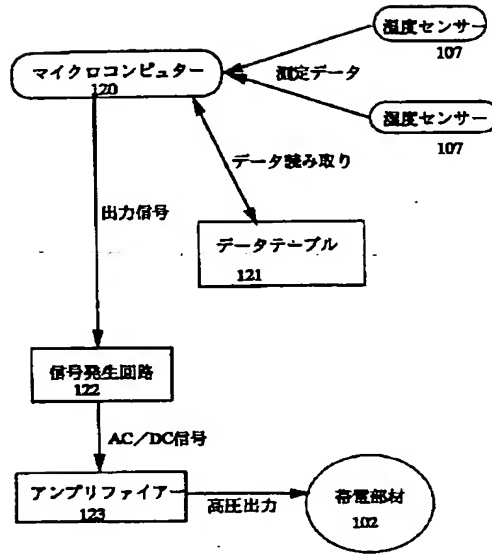 温度センサー
107
マイクロコンピュター
120
測定データ
湿度センサー
107
データ読み取り
出力信号
データテーブル
121
信号発生回路
122
AC／DC信号
アンプリファイアー
123
高圧出力
帯電部材
102